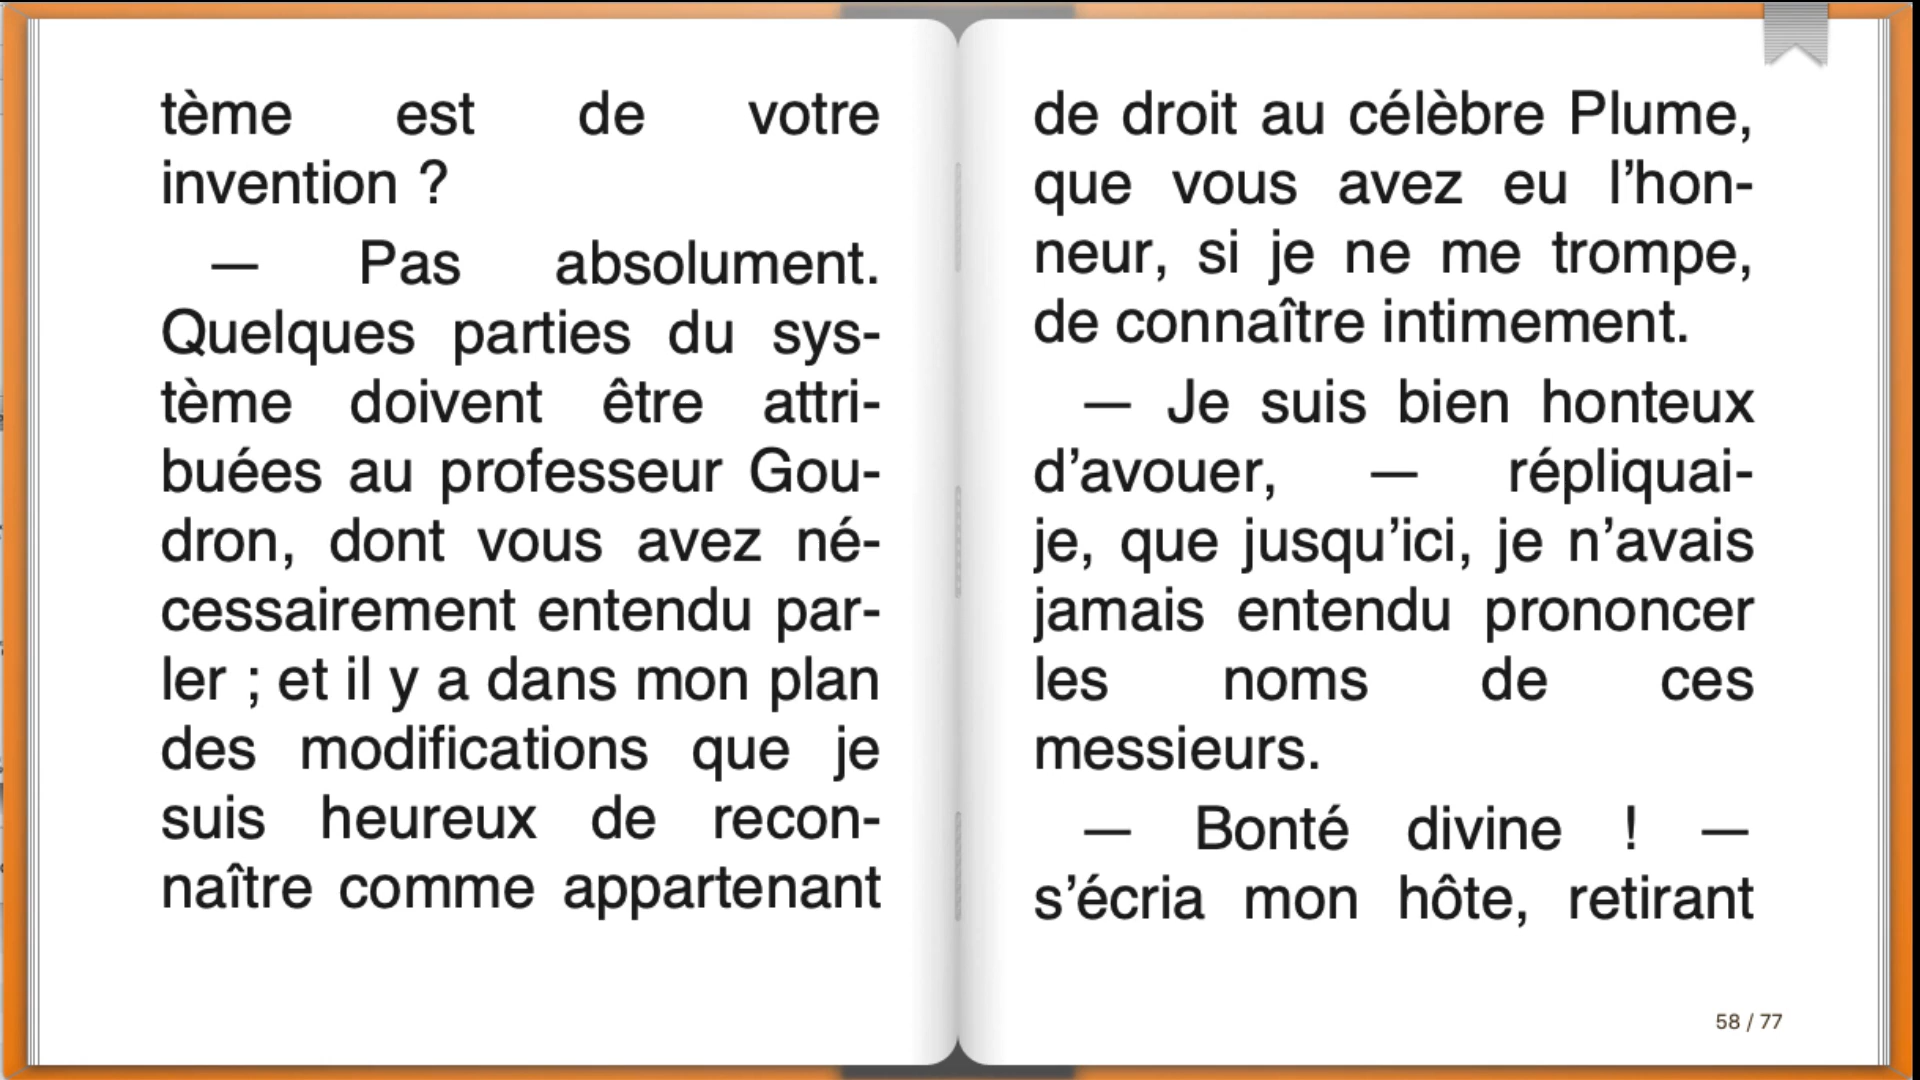 tème est de votre
invention ?
— Pas absolument.
Quelques parties du sys-
tème doivent être attri-
buées au professeur Gou-
dron, dont vous avez né-
cessairement entendu par-
ler ; et il y a dans mon plan
des modifications que je
suis heureux de recon-
naître comme appartenant
de droit au célèbre Plume,
que vous avez eu l’hon-
neur, si je ne me trompe,
de connaître intimement.
— Je suis bien honteux
d’avouer, — répliquai-
je, que jusqu’ici, je n’avais
jamais entendu prononcer
les noms de ces
messieurs.
— Bonté divine ! —
s’écria mon hôte, retirant
58 / 77